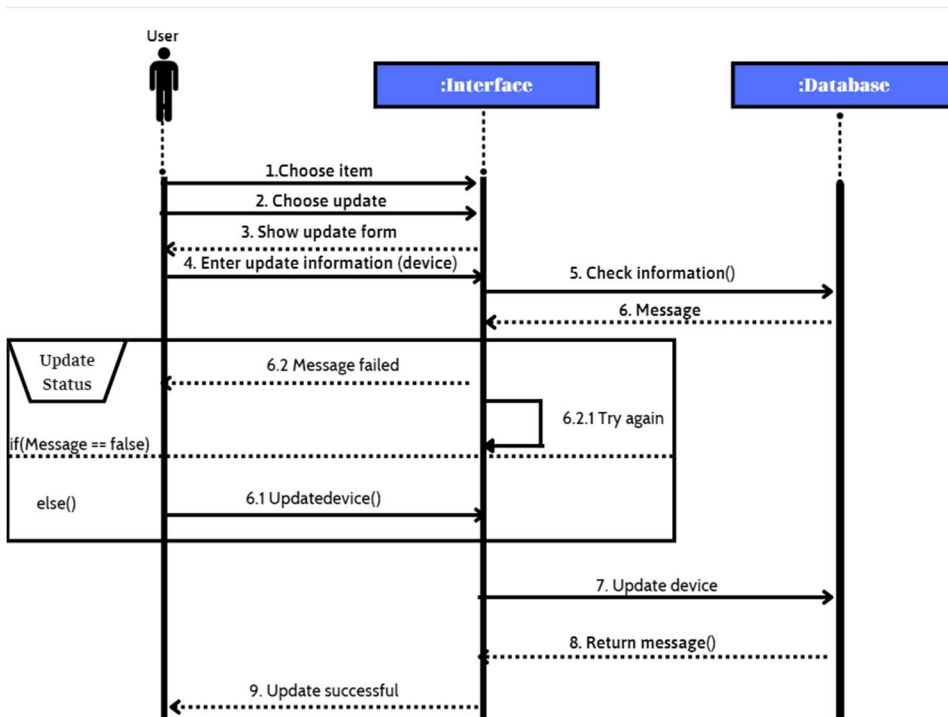 User
:Interface
:Database
1.Choose item
2. Choose update
3. Show update form
4. Enter update information (device)
5. Check information()
6. Message
Update
Status
6.2 Message failed
6.2.1 Try again
if(Message == false)
else()
6.1 Updatedevice()
7. Update device
8. Return message()
9. Update successful